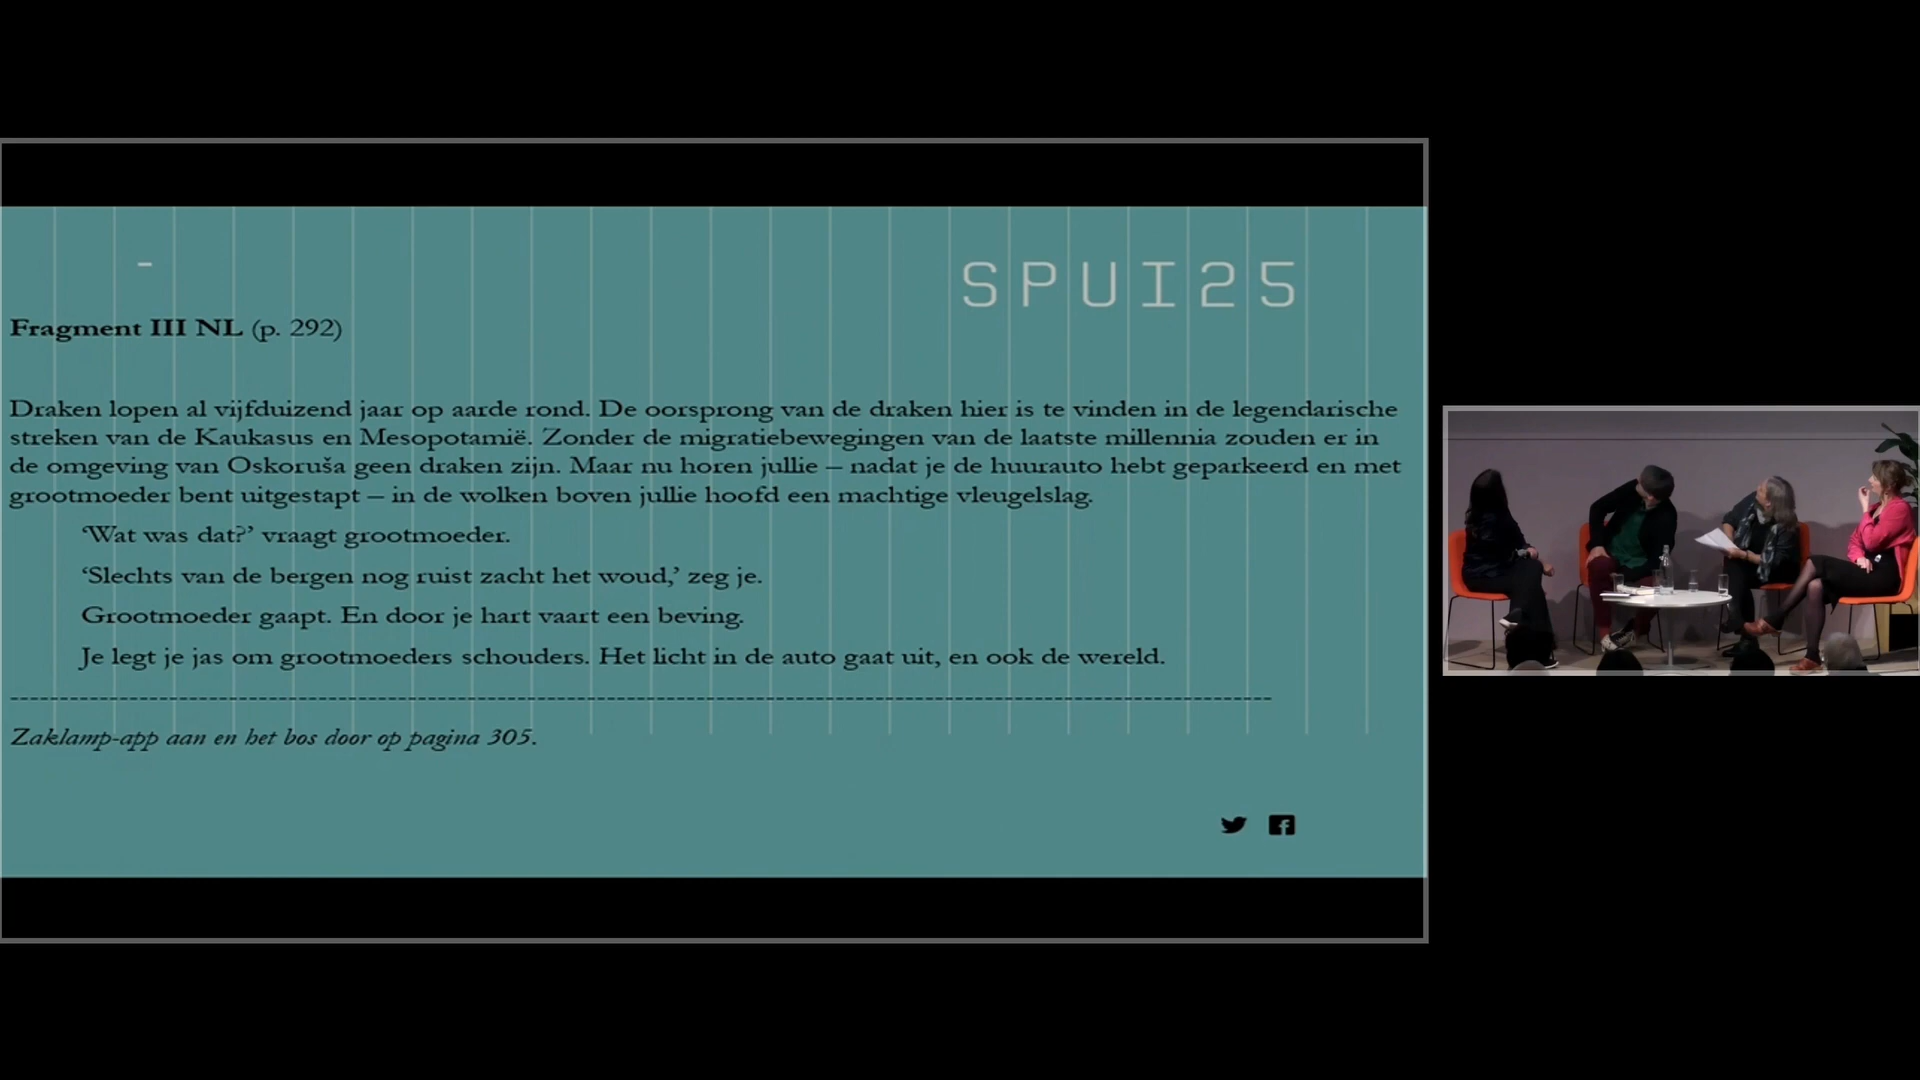 -
SPUI25
Fragment III NL (p. 292)
Draken lopen al vijfduizend jaar op aarde rond. De oorsprong van de draken hier is te vinden in de legendarische
streken van de Kaukasus en Mesopotamië. Zonder de migratiebewegingen van de laatste millennia zouden er in
de omgeving van Oskoruša geen draken zijn. Maar nu horen jullie – nadat je de huurauto hebt geparkeerd en met
grootmoeder bent uitgestapt – in de wolken boven jullie hoofd een machtige vleugelslag.
‘Wat was dat?’ vraagt grootmoeder.
‘Slechts van de bergen nog ruist zacht het woud,’ zeg je.
Grootmoeder gaapt. En door je hart vaart een beving.
Je legt je jas om grootmoeders schouders. Het licht in de auto gaat uit, en ook de wereld.
Zaklamp-app aan en het bos door op pagina 305.